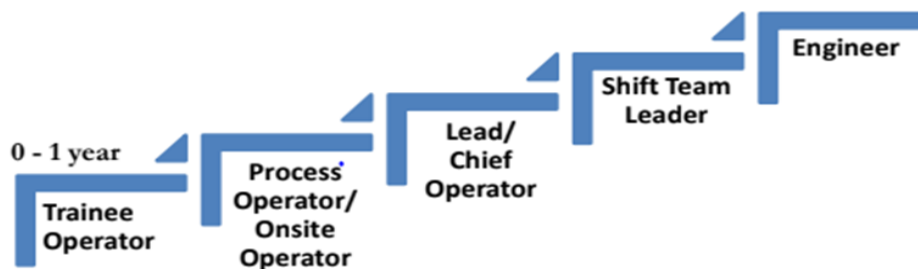 0 - 1 year
Trainee
Operator
Process
Operator/
Onsite
Operator
Lead/
Chief
Operator
Shift Team
Leader
Engineer